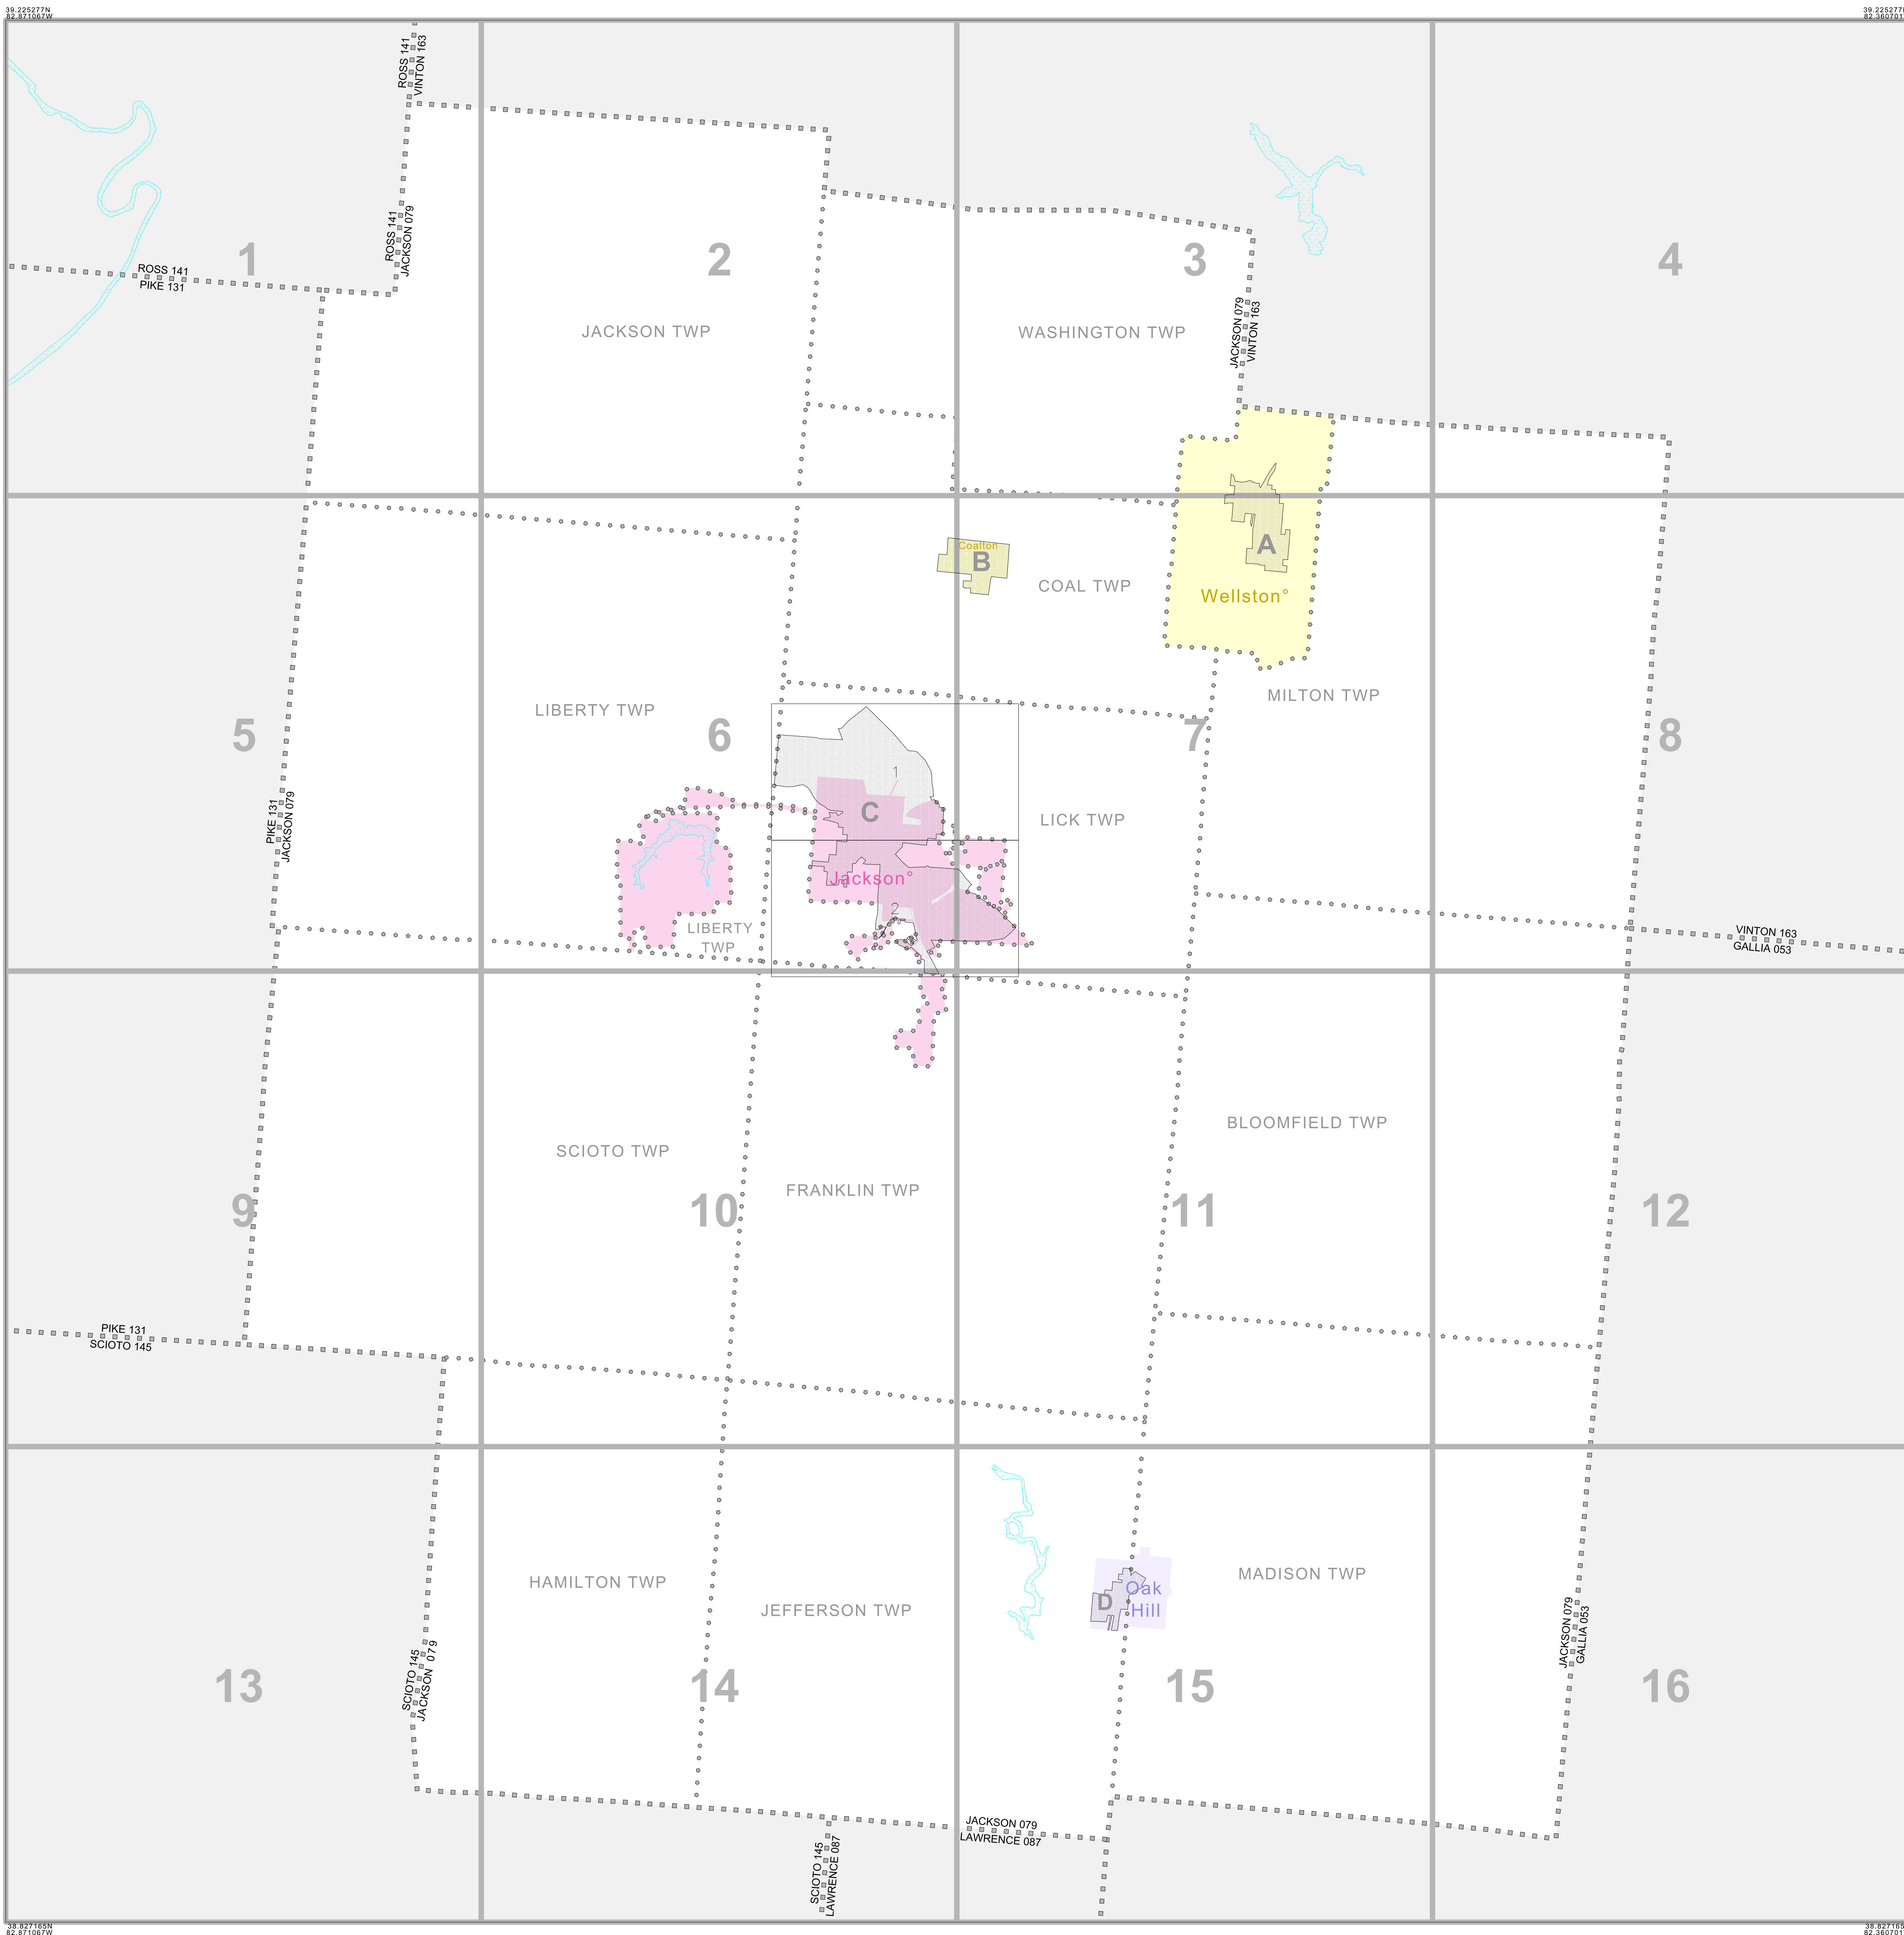 39.225277N
82.871067W
39.225277N
82.360701
ROSS 141
VINTON 163
ROSS 141
JACKSON 079
1
2
3
4
ROSS 141
PIKE 131
JACKSON TWP
WASHINGTON TWP
JACKSON 079
VINTON 163
Coalton
B
A
COAL TWP
Wellston°
MILTON TWP
LIBERTY TWP
5
6
7
8
1
PIKE 131
JACKSON 079
C
LICK TWP
Jackson°
2
LIBERTY
TWP
VINTON 163
GALLIA 053
BLOOMFIELD TWP
SCIOTO TWP
FRANKLIN TWP
9
10
11
12
PIKE 131
SCIOTO 145
HAMILTON TWP
JEFFERSON TWP
MADISON TWP
Oak
Hill
D
SCIOTO 145
JACKSON 079
JACKSON 079
GALLIA 053
13
14
15
16
JACKSON 079
LAWRENCE 087
SCIOTO 145
LAWRENCE 087
38.827165N
82.871067W
38.827165
82.360701